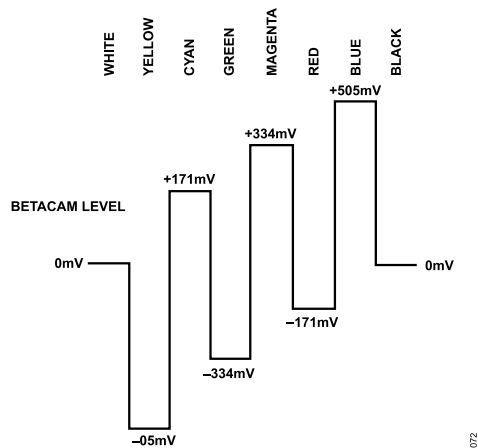 WHITE
YELLOW
CYAN
GREEN
MAGENTA
RED
BLUE
BLACK
+505mV
+334mV
+171mV
BETACAM LEVEL
0mV
0mV
–171mV
–334mV
–05mV
072